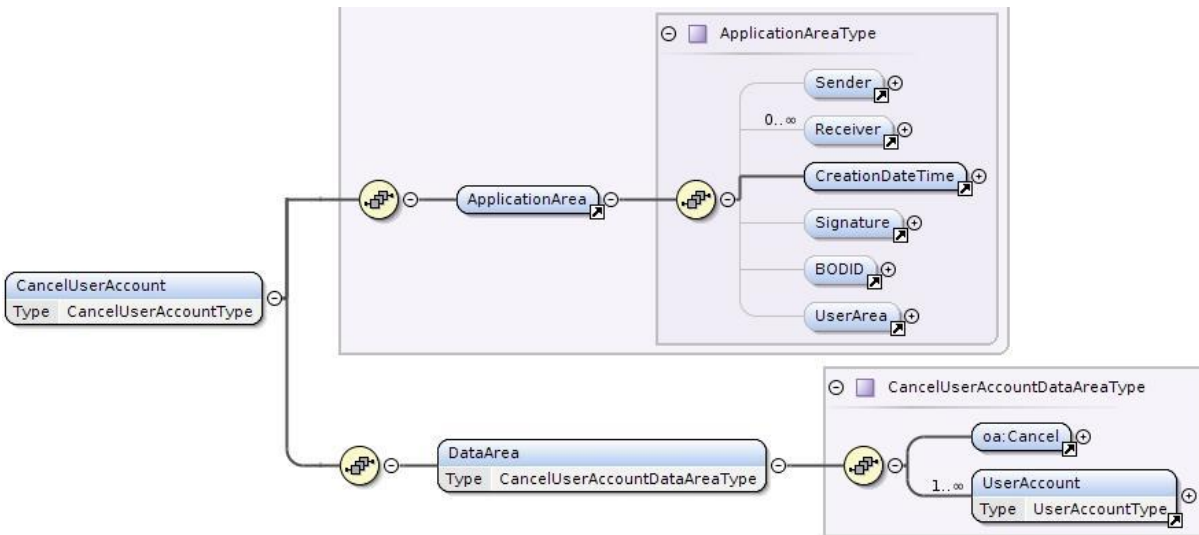 ApplicationAreaType
Sender
0..∞
Receiver
CreationDateTime
ApplicationArea
Signature
BODID
UserArea
CancelUserAccount
Type CancelUserAccountType
CancelUserAccountDataAreaType
oa:Cancel
DataArea
Type CancelUserAccountDataAreaType
1..∞
UserAccount
Type UserAccountType